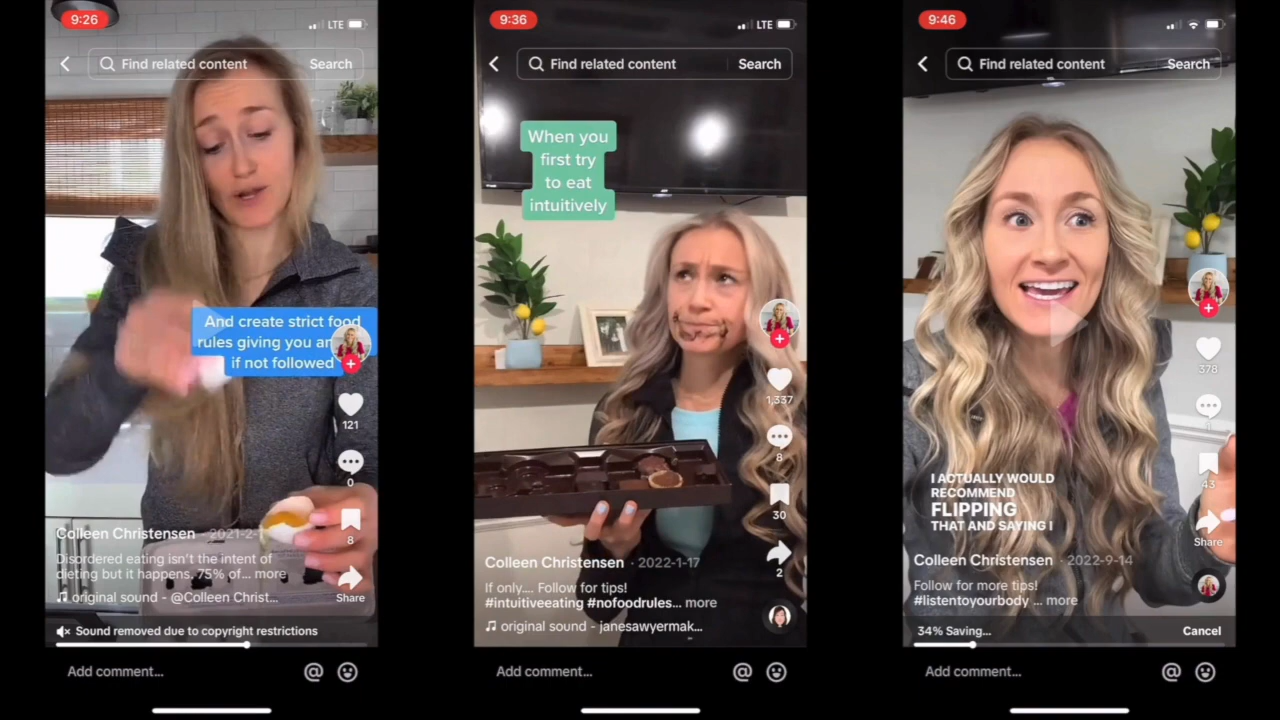 9:26
LTE
Find related content
Search
And create strict food
rules giving you an
if not followed
121
0
8
Colleen Christensen · 2021-2-
Disordered eating isn't the intent of
dieting but it happens. 75% of... more
original sound - @Colleen Christ...
Share
Sound removed due to copyright restrictions
Add comment...
@
9:36
LTE
Find related content
Search
When you
first try
to eat
intuitively
1,337
8
30
2
Colleen Christensen · 2022-1-17
If only.... Follow for tips!
#intuitiveeating #nofoodrules... more
original sound - janesawyermak...
Add comment...
@
9:46
Find related content
Search
378
43
I ACTUALLY WOULD
RECOMMEND
FLIPPING
THAT AND SAYING I
Share
Colleen Christensen · 2022-9-14
Follow for more tips!
#listentoyourbody ... more
34% Saving...
Cancel
Add comment...
@